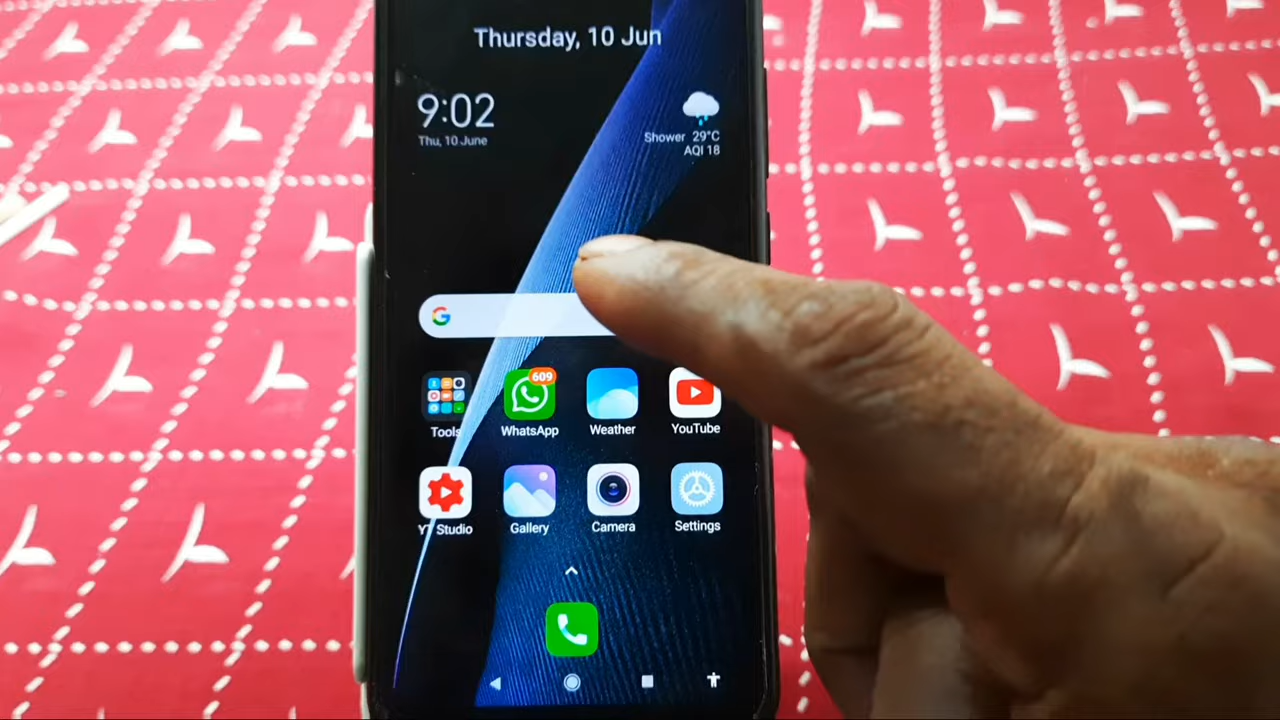 Thursday, 10 Jun
9:02
Thu, 10 June
Shower 29°C
AQI 18
G
609
Tools
WhatsApp
Weather
YouTube
YT Studio
Gallery
Camera
Settings